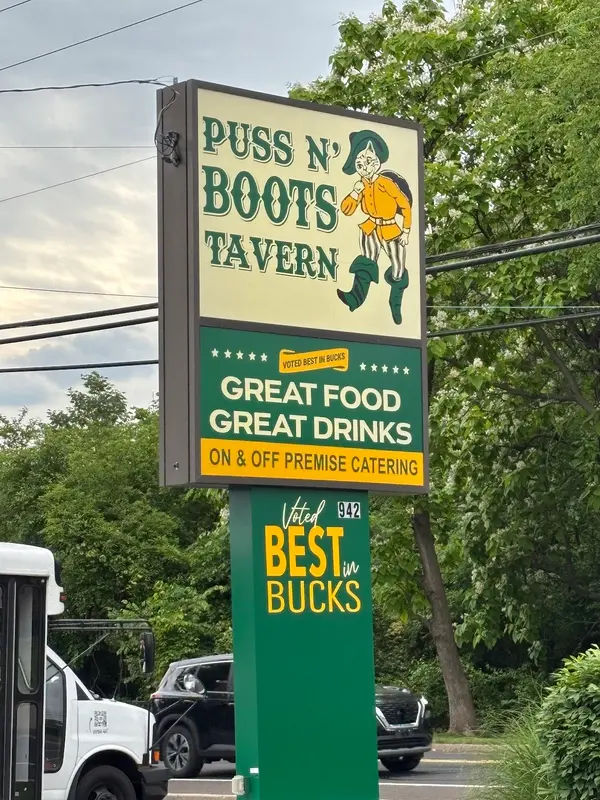 PUSS N'
BOOTS
TAVERN
VOTED BEST IN BUCKS
GREAT FOOD
GREAT DRINKS
ON & OFF PREMISE CATERING
Voted 942
BEST in
BUCKS